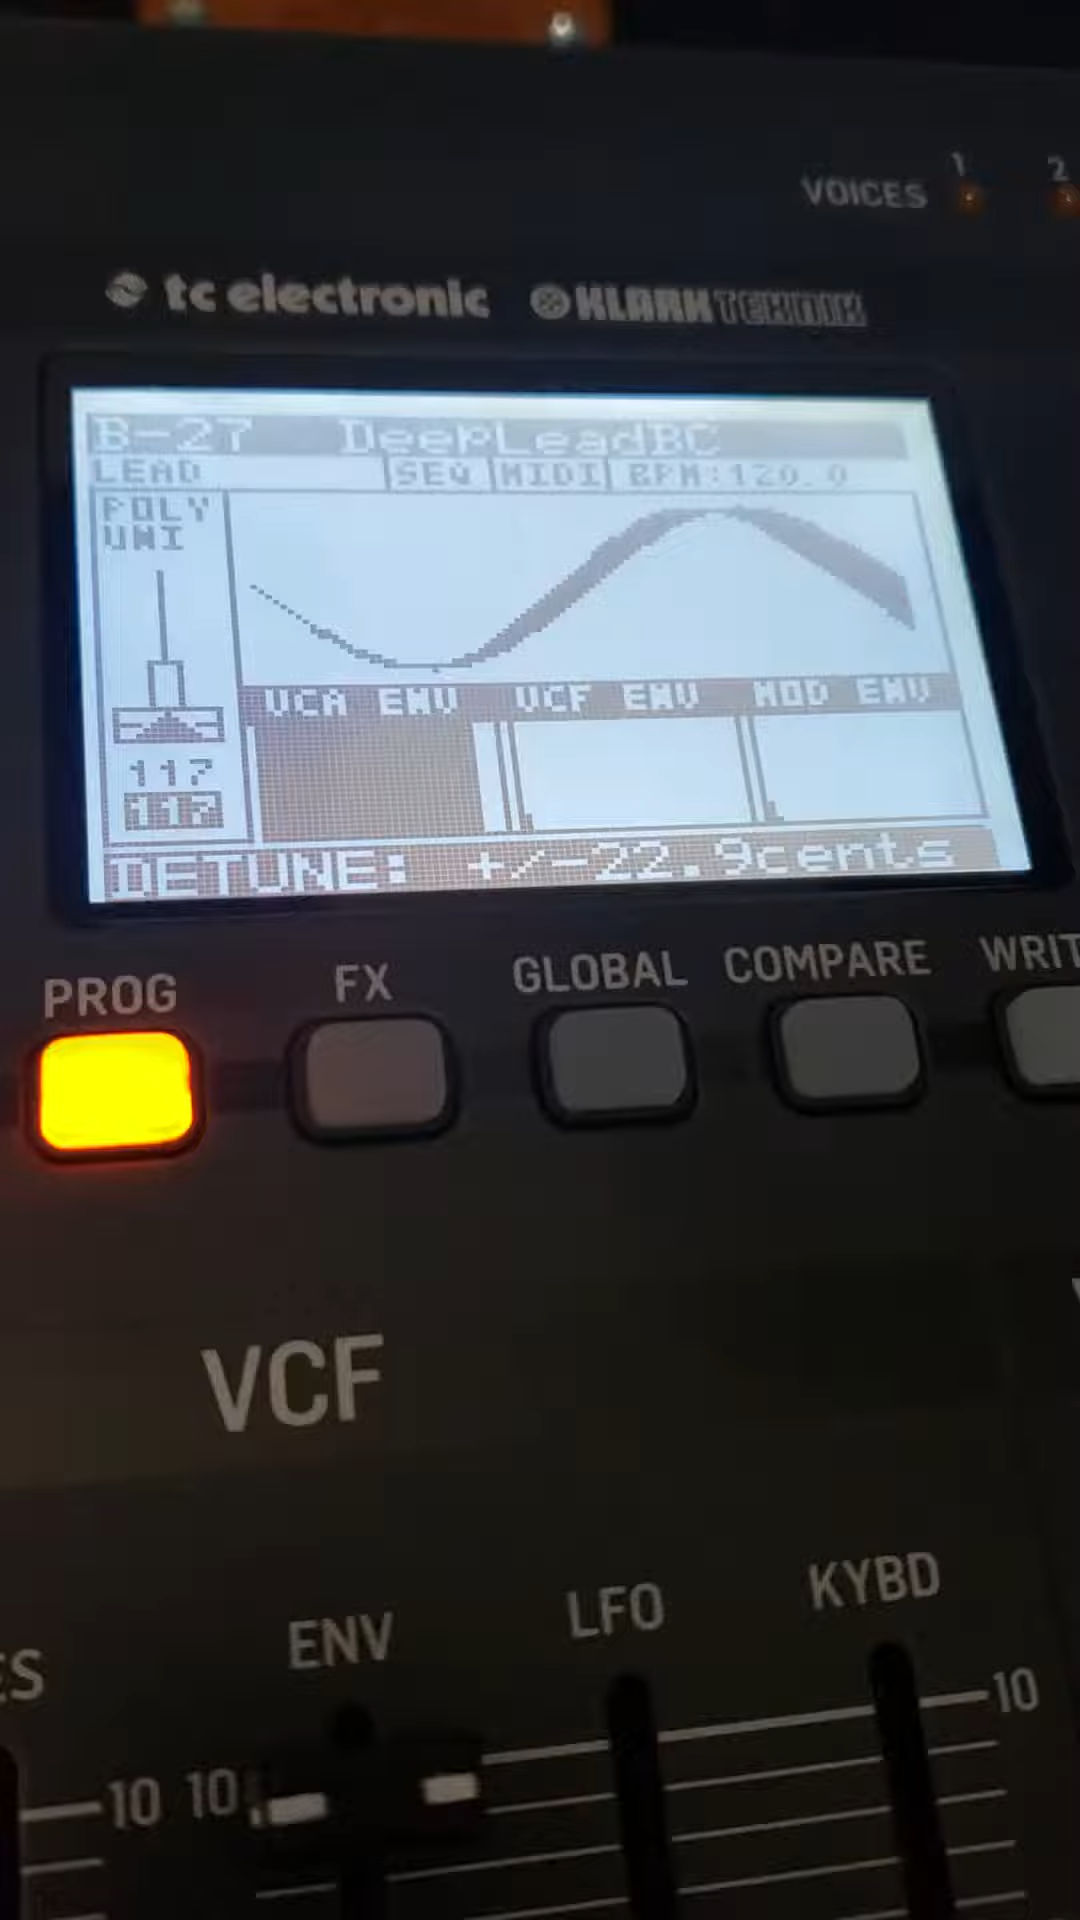 VOICES 1 2
tc electronic KLARK TEKNIK
B-27 DeepLeadBC
LEAD SEQ MIDI BPM:120.0
POLY
UNI
VCA ENV VCF ENV MOD ENV
117
117
DETUNE: +/-22.9cents
PROG FX GLOBAL COMPARE WRIT
VCF
ES ENV LFO KYBD
10 10 10